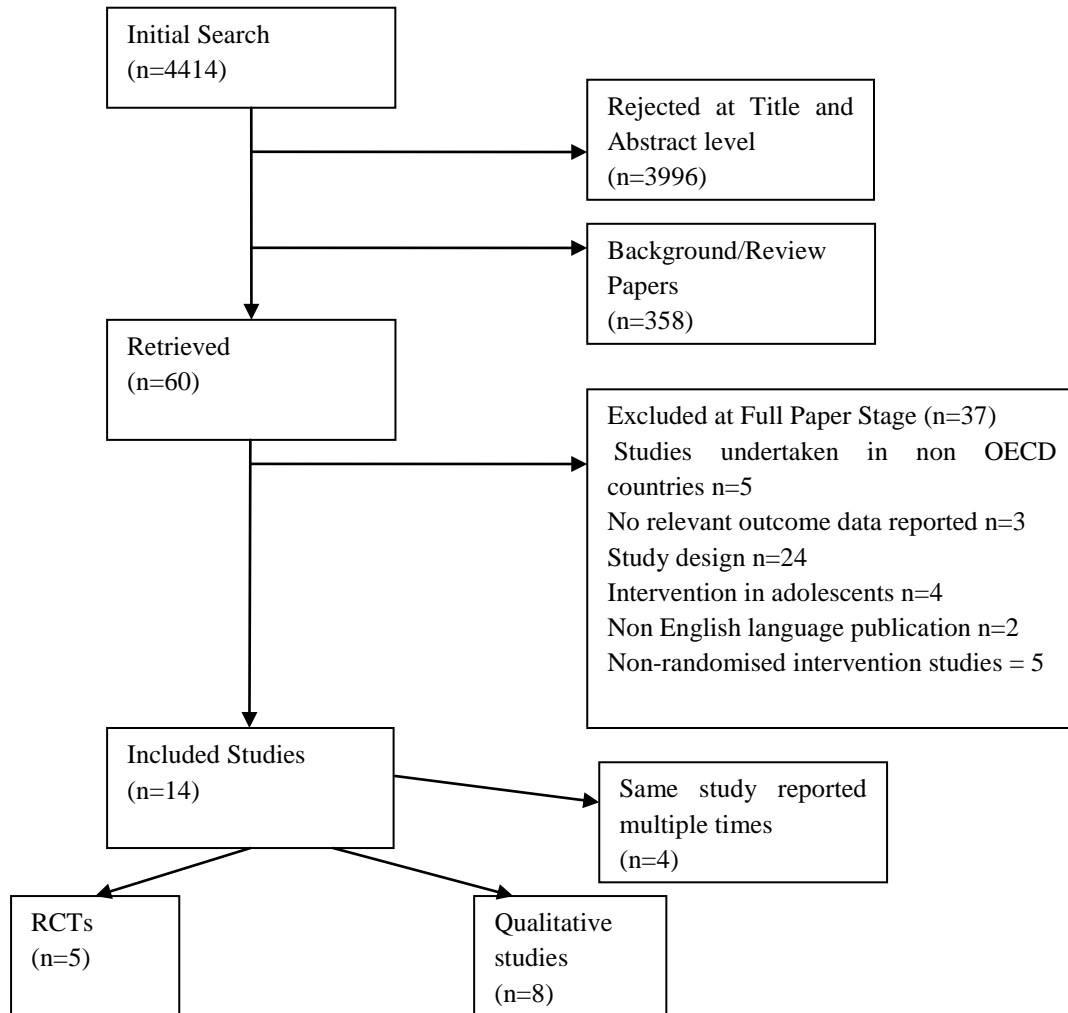 Initial Search
(n=4414)
Rejected at Title and
Abstract level
(n=3996)
Background/Review
Papers
(n=358)
Retrieved
(n=60)
Excluded at Full Paper Stage (n=37)
Studies undertaken in non OECD
countries n=5
No relevant outcome data reported n=3
Study design n=24
Intervention in adolescents n=4
Non English language publication n=2
Non-randomised intervention studies = 5
Included Studies
(n=14)
Same study reported
multiple times
(n=4)
RCTs
(n=5)
Qualitative
studies
(n=8)